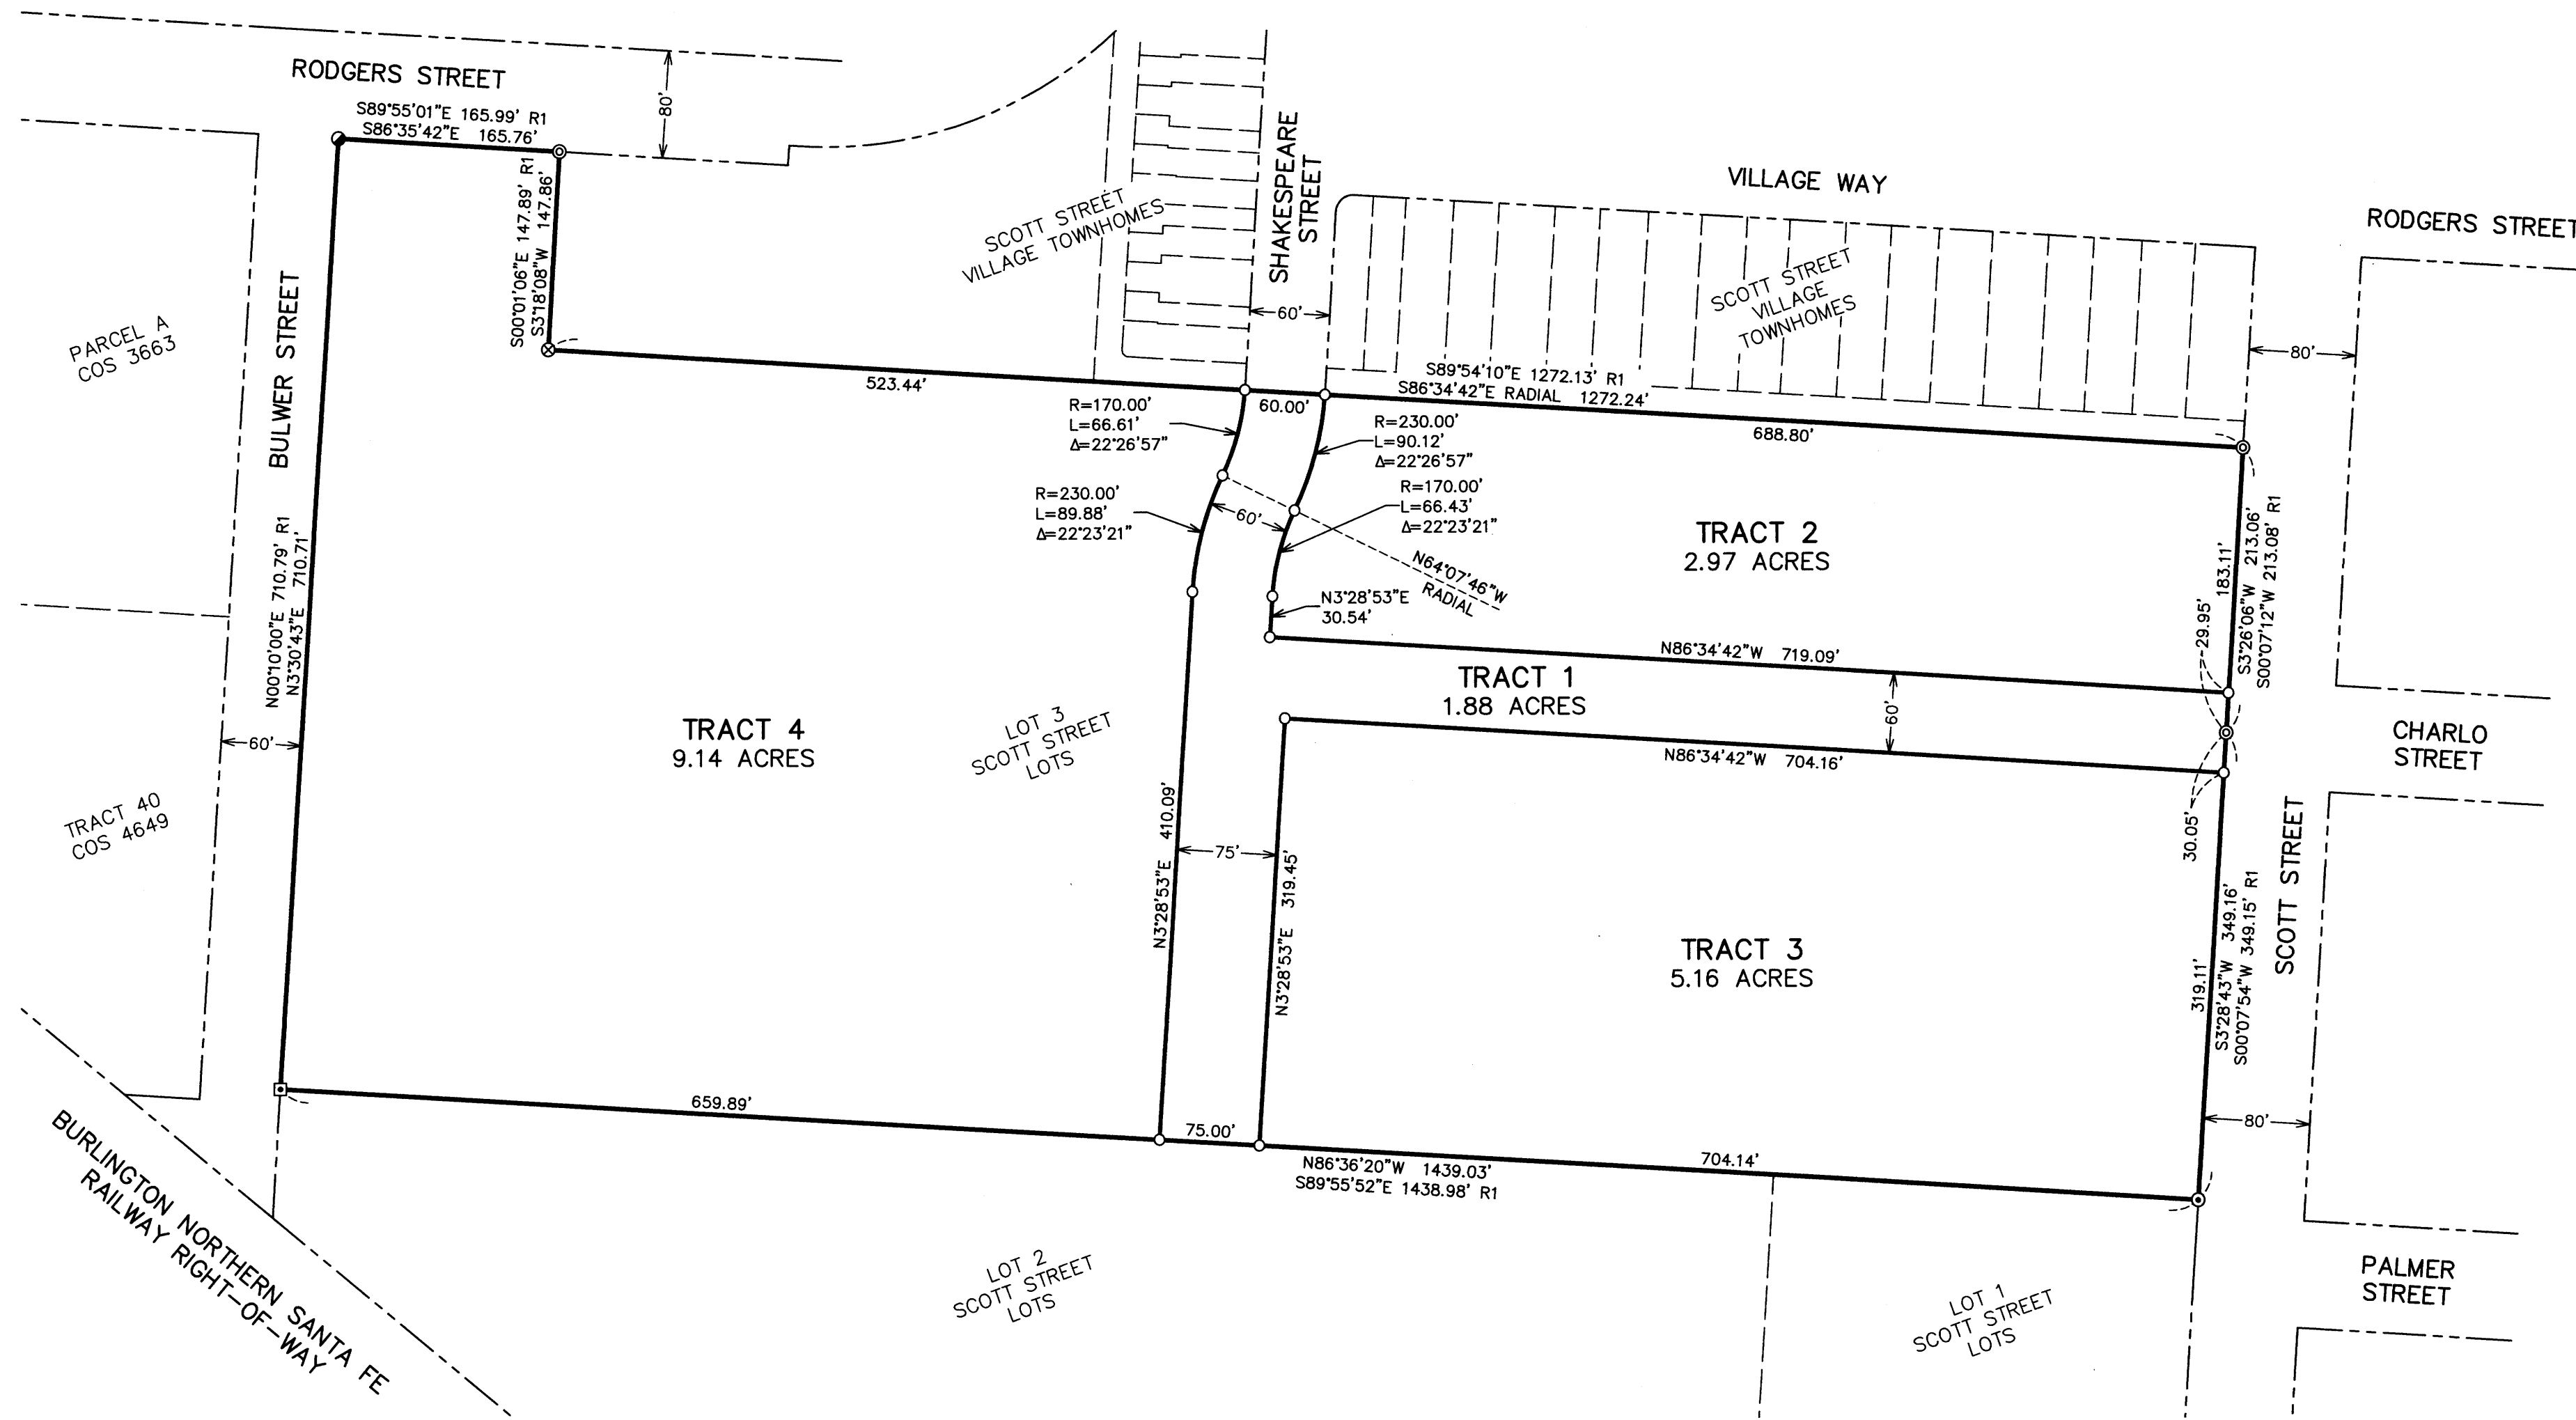 RODGERS STREET
S89°55'01"E 165.99' R1
S86°35'42"E 165.76'
80'
S00°01'06"E 147.89' R1
S3°18'08"W 147.86'
SCOTT STREET
VILLAGE TOWNHOMES
SHAKESPEARE
STREET
60'
VILLAGE WAY
SCOTT STREET
VILLAGE
TOWNHOMES
RODGERS STREET
80'
PARCEL A
COS 3663
BULWER STREET
N00°10'00"E 710.79' R1
N3°30'43"E 710.71'
60'
TRACT 40
COS 4649
523.44'
60.00'
S89°54'10"E 1272.13' R1
S86°34'42"E RADIAL 1272.24'
688.80'
R=170.00'
L=66.61'
Δ=22°26'57"
R=230.00'
L=90.12'
Δ=22°26'57"
R=230.00'
L=89.88'
Δ=22°23'21"
R=170.00'
L=66.43'
Δ=22°23'21"
60'
N64°07'46"W
RADIAL
N3°28'53"E
30.54'
TRACT 2
2.97 ACRES
183.11'
S3°26'06"W 213.06'
S00°07'12"W 213.08' R1
29.95'
N86°34'42"W 719.09'
TRACT 1
1.88 ACRES
60'
N86°34'42"W 704.16'
30.05'
CHARLO
STREET
TRACT 4
9.14 ACRES
LOT 3
SCOTT STREET
LOTS
N3°28'53"E 410.09'
75'
N3°28'53"E 319.45'
TRACT 3
5.16 ACRES
319.11'
S3°28'43"W 349.16'
S00°07'54"W 349.15' R1
SCOTT STREET
80'
659.89'
75.00'
704.14'
N86°36'20"W 1439.03'
S89°55'52"E 1438.98' R1
BURLINGTON NORTHERN SANTA FE
RAILWAY RIGHT-OF-WAY
LOT 2
SCOTT STREET
LOTS
LOT 1
SCOTT STREET
LOTS
PALMER
STREET